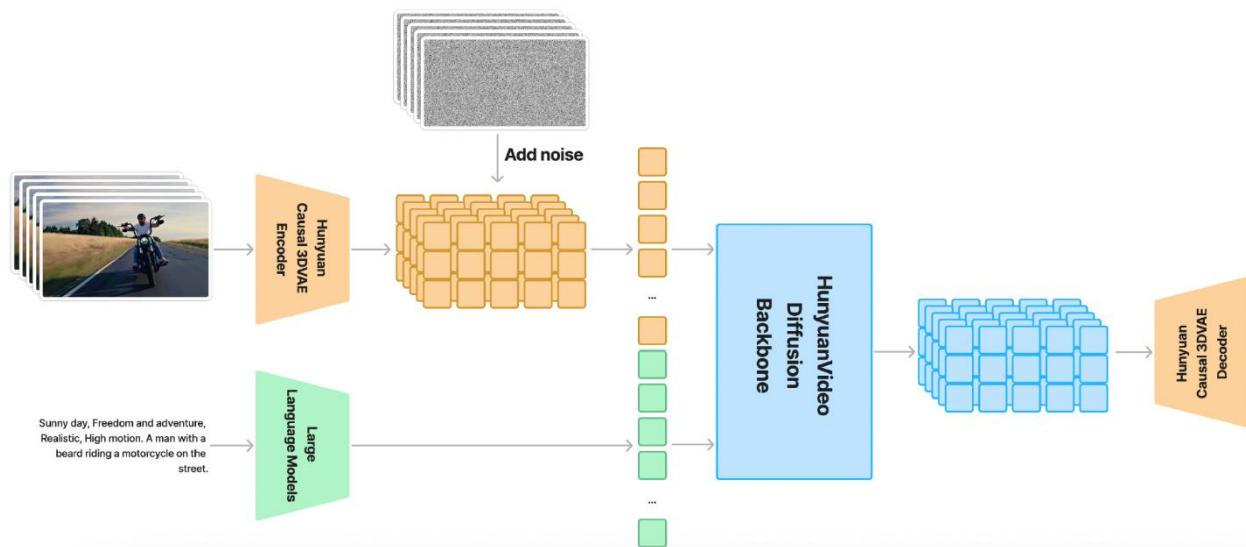 Add noise
Hunyuan
Causal 3DVAE
Encoder
...
HunyuanVideo
Diffusion
Backbone
Hunyuan
Causal 3DVAE
Decoder
Sunny day, Freedom and adventure,
Realistic, High motion. A man with a
beard riding a motorcycle on the
street.
Large
Language Models
...